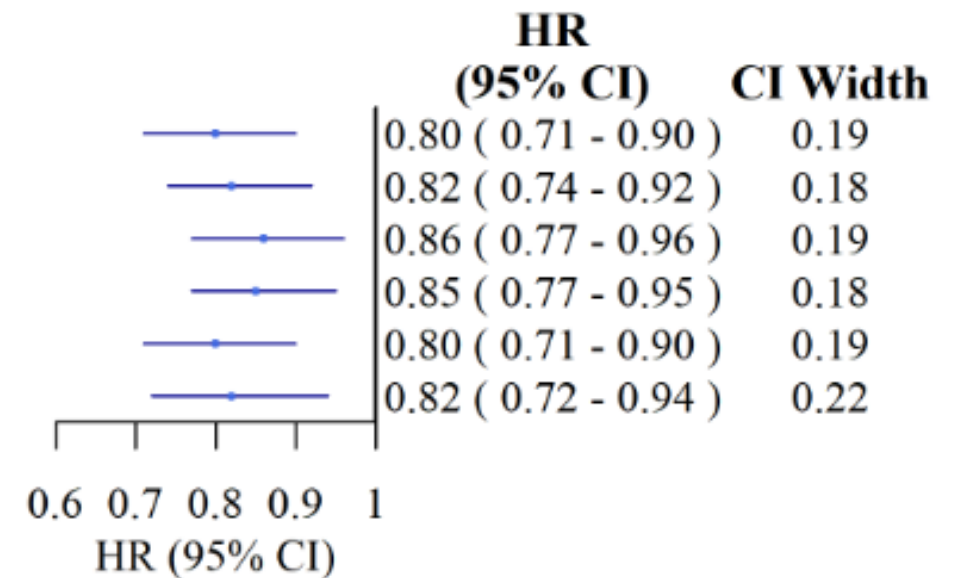 HR
(95% CI) CI Width
0.80 ( 0.71 - 0.90 ) 0.19
0.82 ( 0.74 - 0.92 ) 0.18
0.86 ( 0.77 - 0.96 ) 0.19
0.85 ( 0.77 - 0.95 ) 0.18
0.80 ( 0.71 - 0.90 ) 0.19
0.82 ( 0.72 - 0.94 ) 0.22
0.6 0.7 0.8 0.9 1
HR (95% CI)